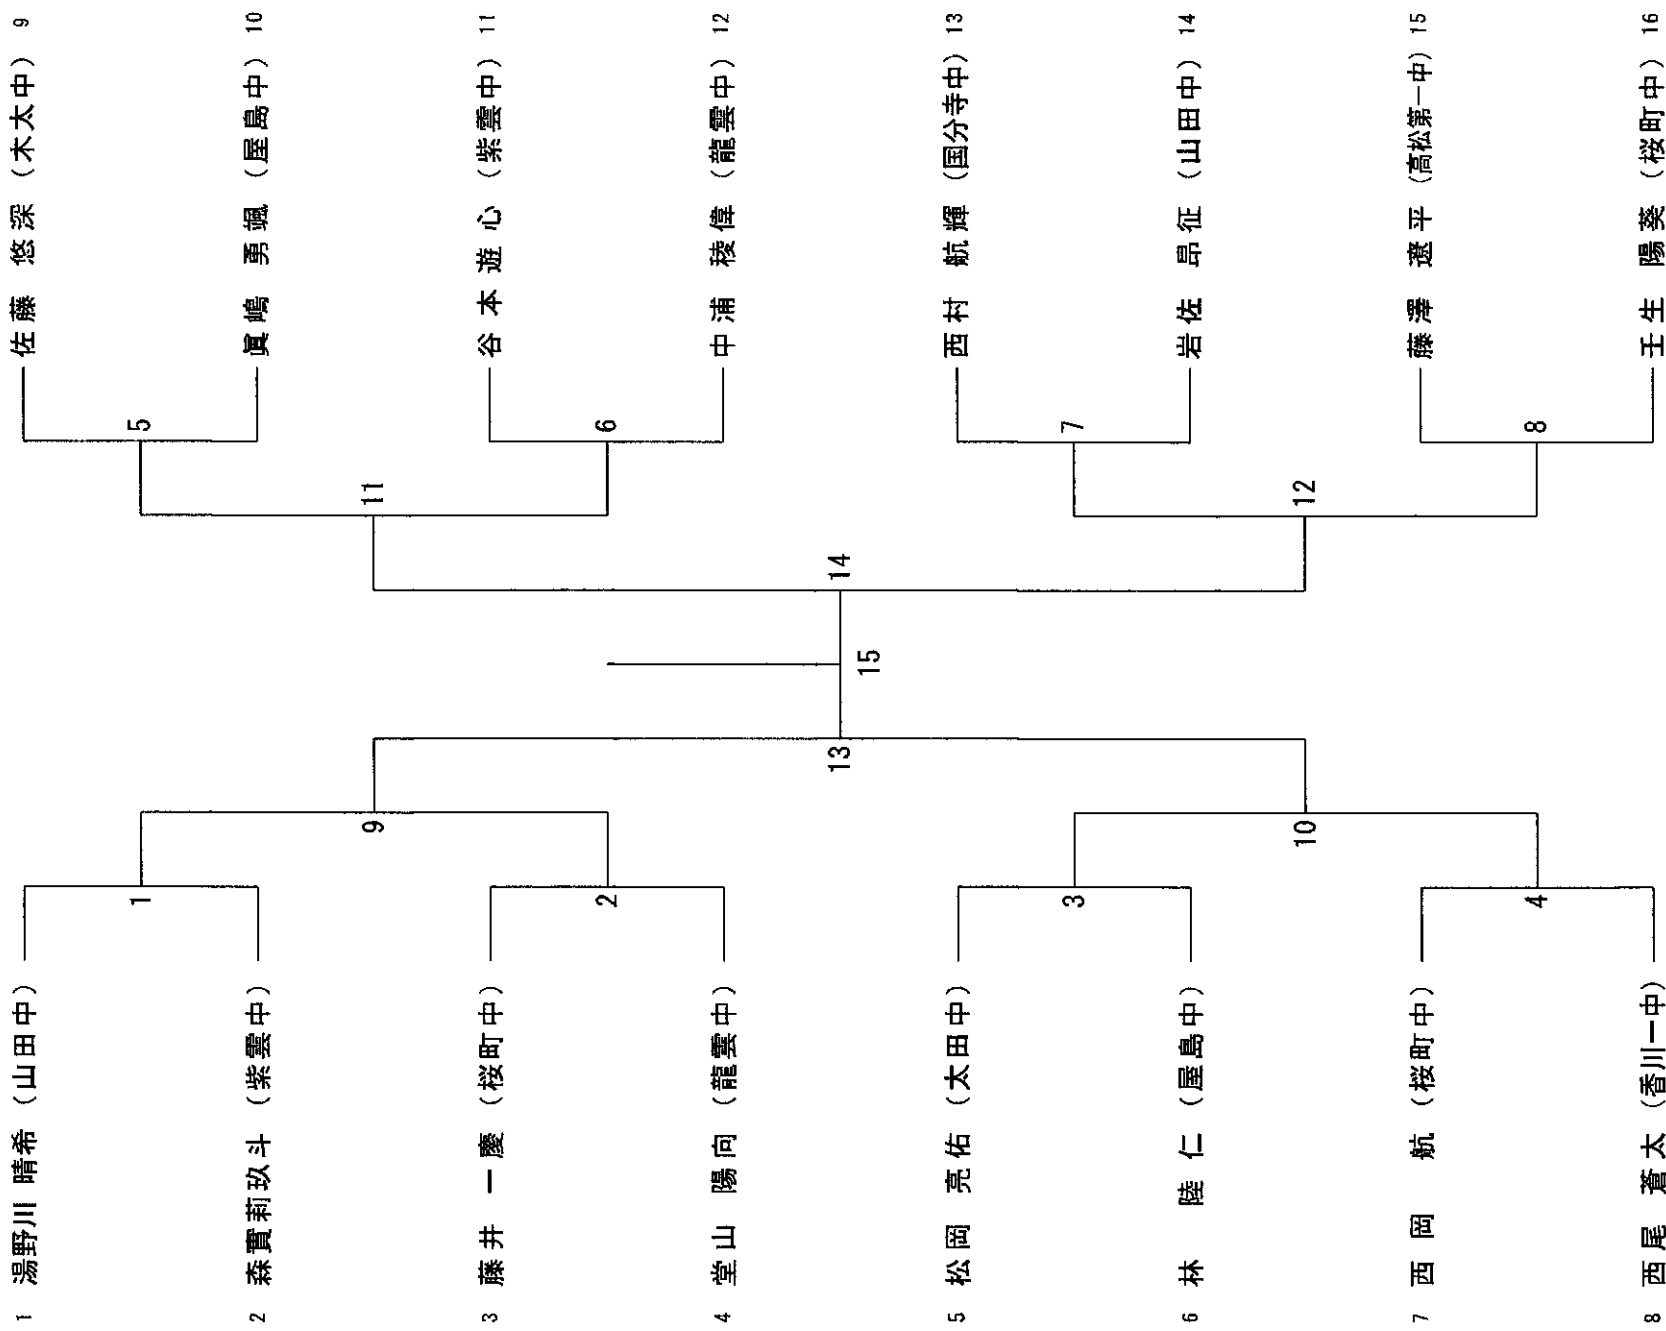 1 湯野川 晴希 (山田中)
2 森實莉玖斗 (紫雲中)
3 藤井 一慶 (桜町中)
4 堂山 陽向 (龍雲中)
5 松岡 亮佑 (太田中)
6 林 陸仁 (屋島中)
7 西岡 航 (桜町中)
8 西尾 蒼太 (香川一中)
1
2
3
4
9
10
13
15
14
11
12
5
6
7
8
佐藤 悠深 (木太中) 9
眞嶋 勇颯 (屋島中) 10
谷本 遊心 (紫雲中) 11
中浦 稜偉 (龍雲中) 12
西村 航輝 (国分寺中) 13
岩佐 昂征 (山田中) 14
藤澤 遼平 (高松第一中) 15
壬生 陽葵 (桜町中) 16